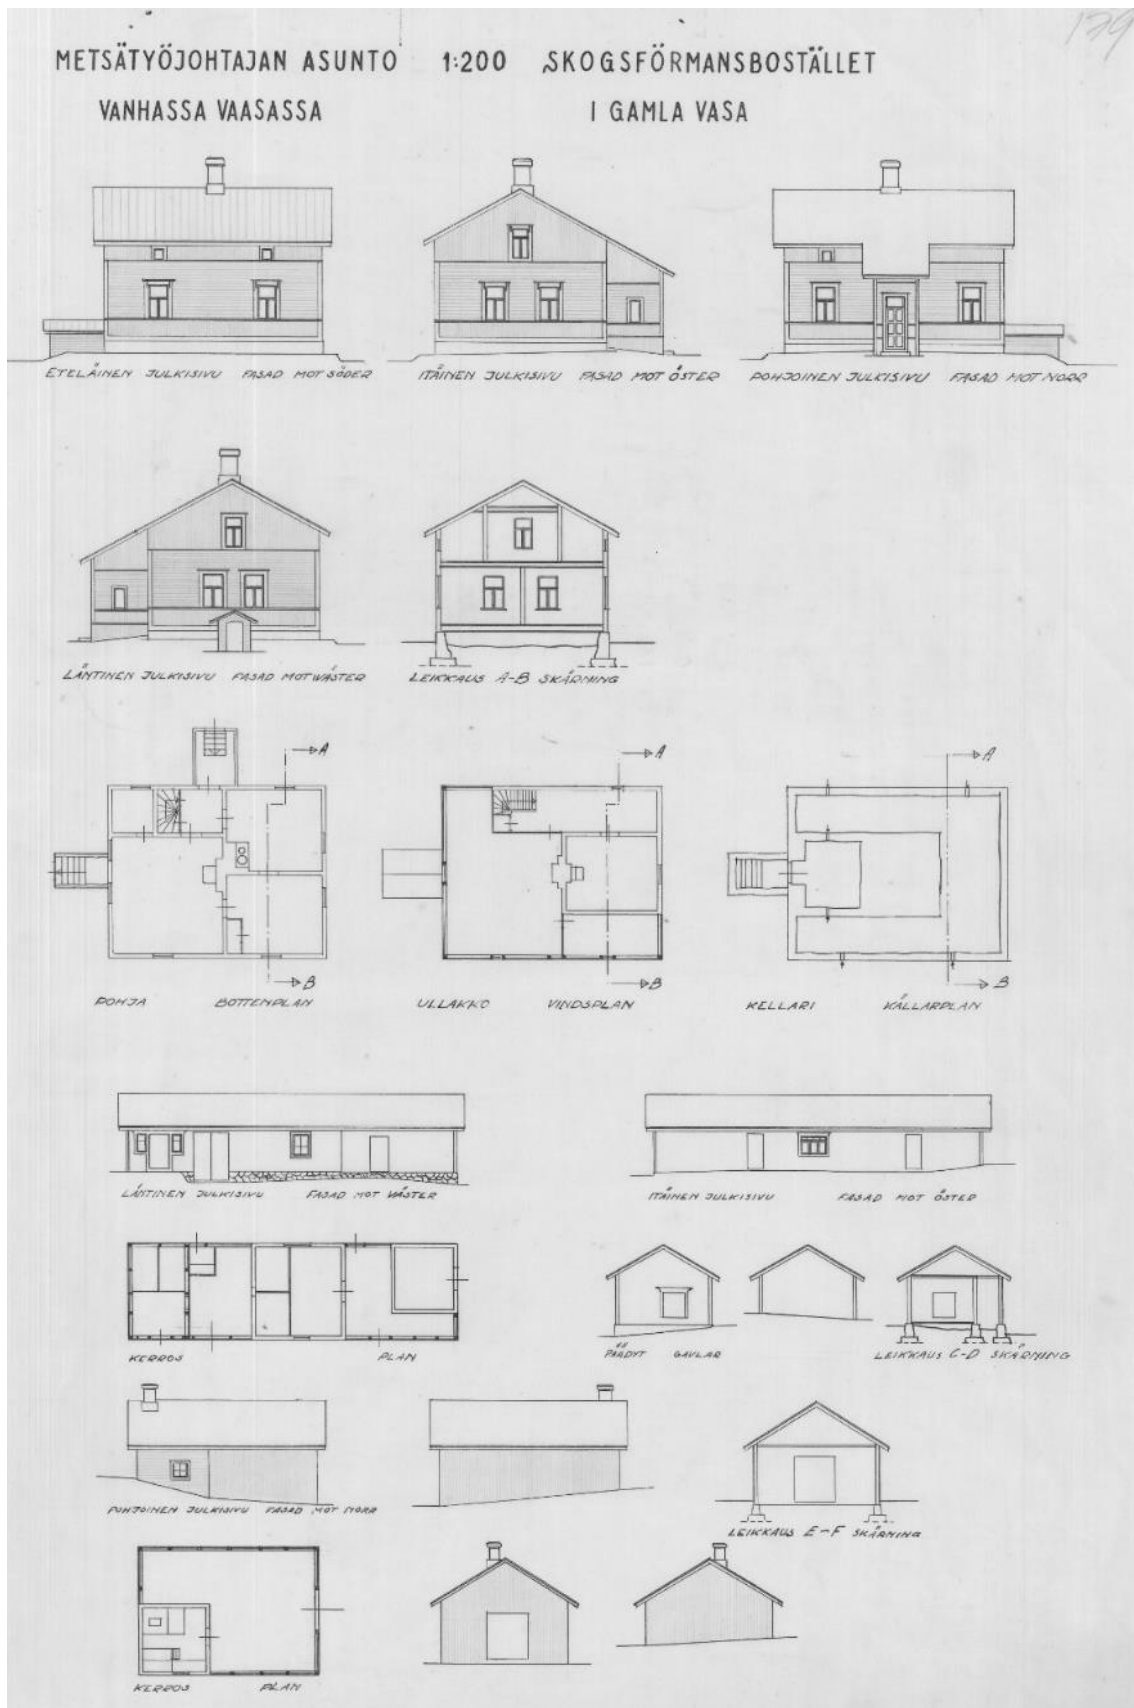 179
METSÄTYÖJOHTAJAN ASUNTO 1:200 SKOGSFÖRMANSBOSTÄLLET
VANHASSA VAASASSA I GAMLA VASA
ETELÄINEN JULKISIVU FASAD MOT SÖDER
ITÄINEN JULKISIVU FASAD MOT ÖSTER
POHJOINEN JULKISIVU FASAD MOT NORR
LÄNTINEN JULKISIVU FASAD MOT WÄSTER
LEIKKAUS A-B SKÄRNING
A
A
A
B
B
B
POHJA BOTTENPLAN
ULLAKKO VINDSPLAN
KELLARI KÄLLARPLAN
LÄNTINEN JULKISIVU FASAD MOT WÄSTER
ITÄINEN JULKISIVU FASAD MOT ÖSTER
KERROS PLAN
PÄÄDYT GAVLAR
LEIKKAUS C-D SKÄRNING
POHJOINEN JULKISIVU FASAD MOT NORR
LEIKKAUS E-F SKÄRNING
KERROS PLAN